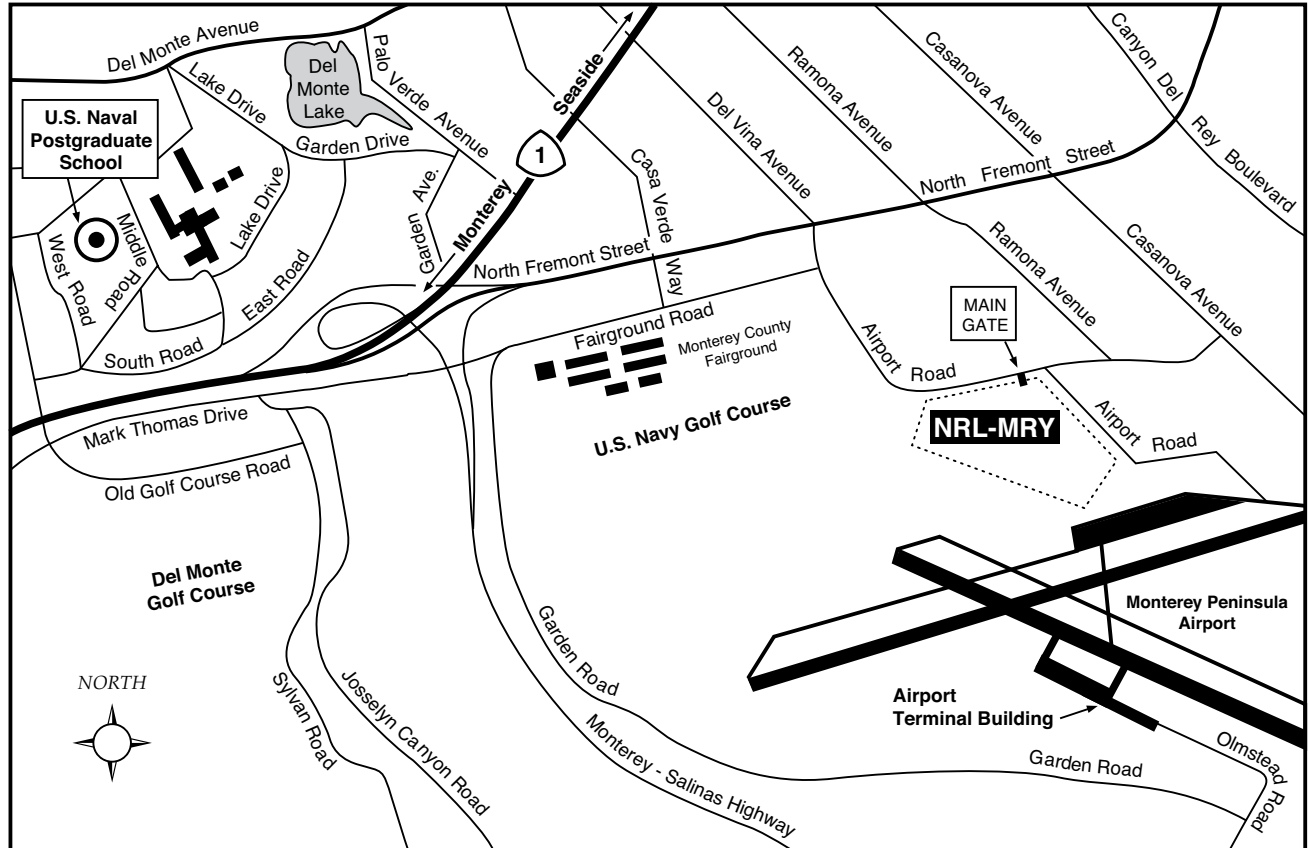 Del Monte Avenue
Lake Drive
Del
Monte
Lake
Palo Verde Avenue
U.S. Naval
Postgraduate
School
Garden Drive
Seaside
1
Monterey
Garden Ave.
Casa Verde Way
Del Vina Avenue
Ramona Avenue
Casanova Avenue
Canyon Del Rey Boulevard
North Fremont Street
Lake Drive
Middle Road
West Road
East Road
South Road
North Fremont Street
Ramona Avenue
Casanova Avenue
MAIN
GATE
Fairground Road
Monterey County
Fairground
Airport Road
U.S. Navy Golf Course
NRL-MRY
Airport Road
Mark Thomas Drive
Old Golf Course Road
Del Monte
Golf Course
Monterey Peninsula
Airport
Garden Road
NORTH
Sylvan Road
Josselyn Canyon Road
Monterey - Salinas Highway
Airport
Terminal Building
Garden Road
Olmstead Road